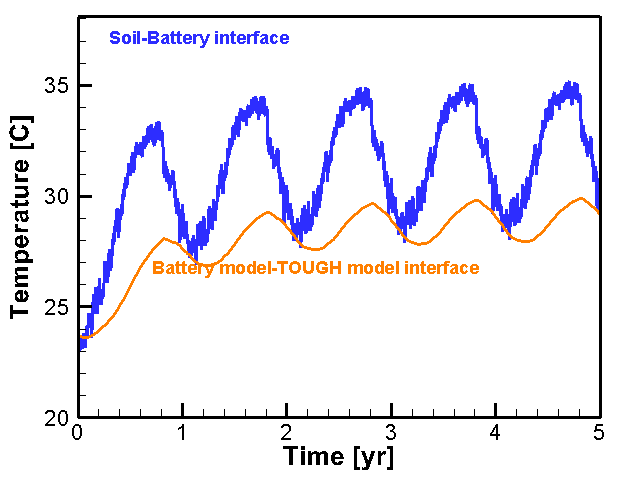 Soil-Battery interface
35
30
25
20
Temperature [C]
Battery model-TOUGH model interface
0 1 2 3 4 5
Time [yr]